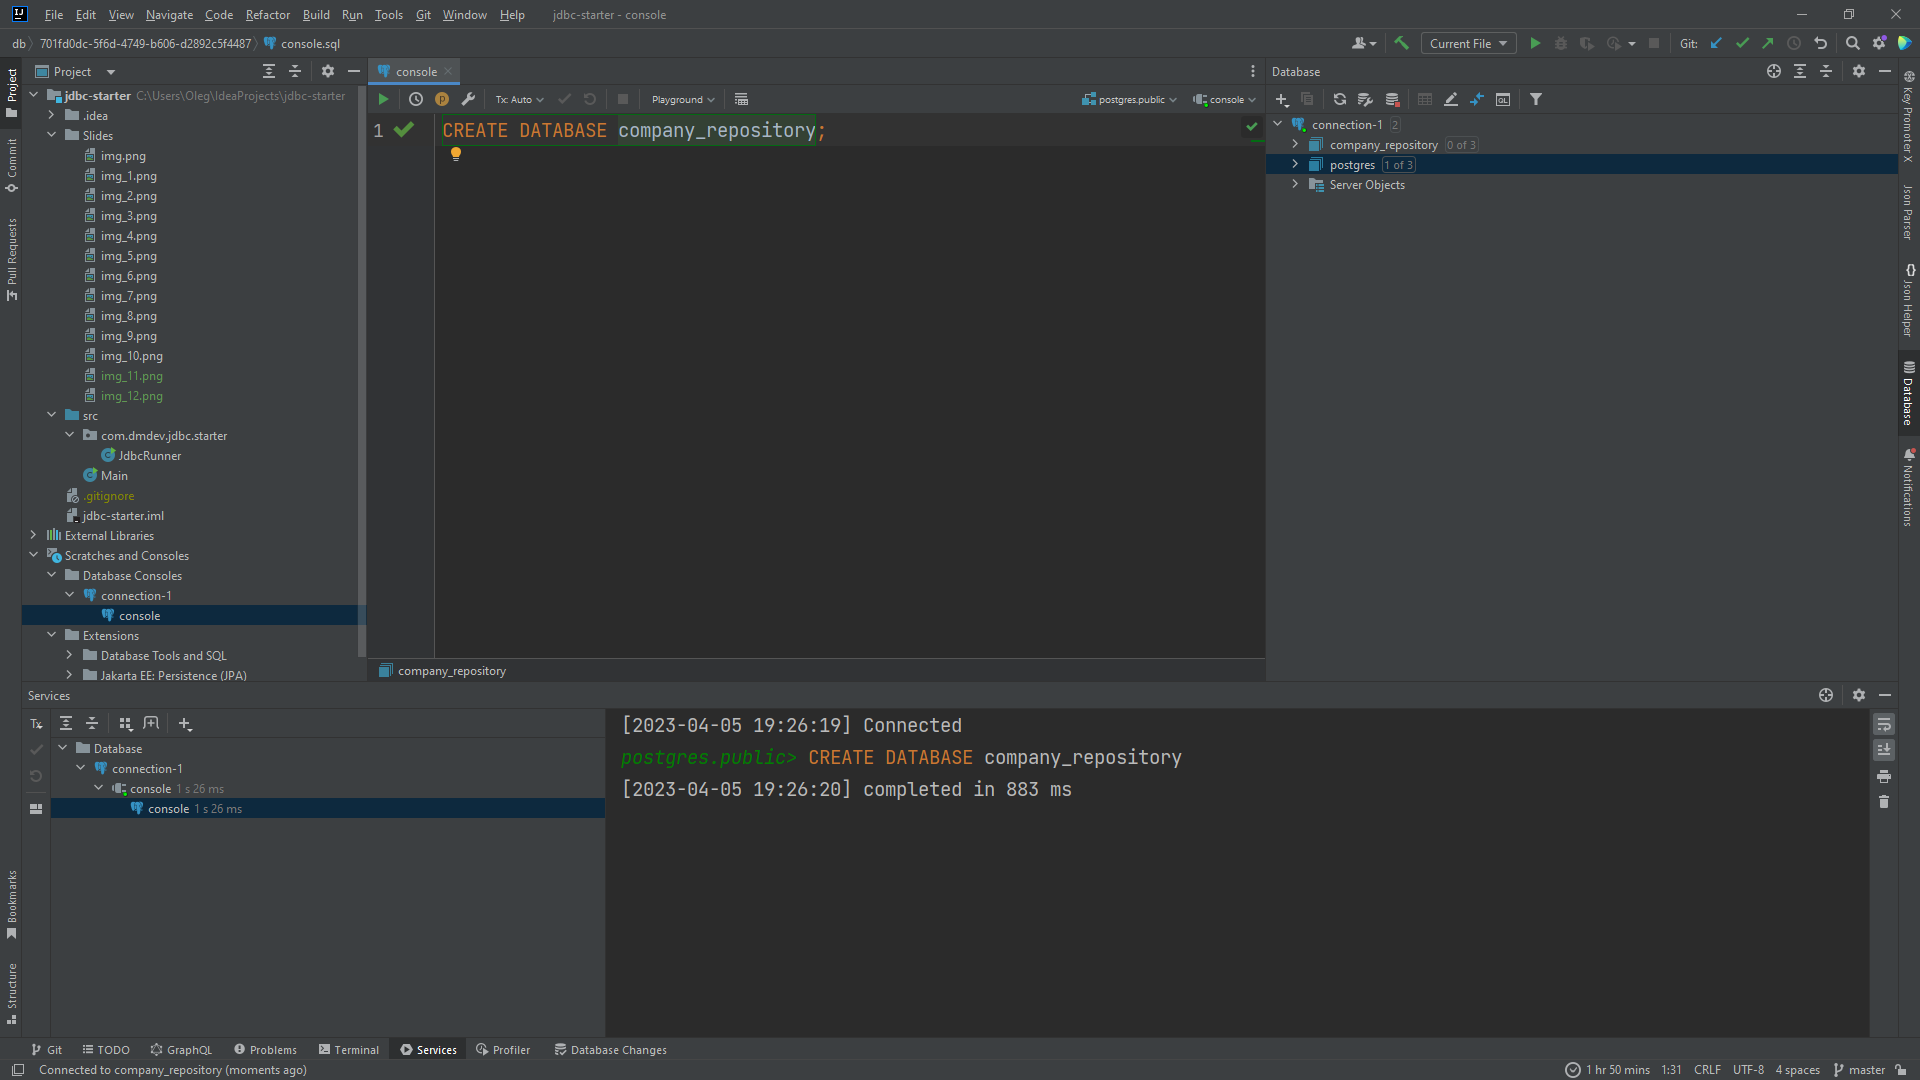 File Edit View Navigate Code Refactor Build Run Tools Git Window Help jdbc-starter - console
db 701fd0dc-5f6d-4749-b606-d2892c5f4487 console.sql
Current File
Git:
Project
jdbc-starter C:\Users\Oleg\IdeaProjects\jdbc-starter
.idea
Slides
img.png
img_1.png
img_2.png
img_3.png
img_4.png
img_5.png
img_6.png
img_7.png
img_8.png
img_9.png
img_10.png
img_11.png
img_12.png
src
com.dmdev.jdbc.starter
JdbcRunner
Main
.gitignore
jdbc-starter.iml
External Libraries
Scratches and Consoles
Database Consoles
connection-1
console
Extensions
Database Tools and SQL
Jakarta EE: Persistence (JPA)
Project
Commit
Pull Requests
Bookmarks
Structure
console
Tx: Auto Playground postgres.public console
1 CREATE DATABASE company_repository;
company_repository
Database
connection-1 2
company_repository 0 of 3
postgres 1 of 3
Server Objects
Key Promoter X
Json Parser
Json Helper
Database
Notifications
Services
Tx
Database
connection-1
console 1 s 26 ms
console 1 s 26 ms
[2023-04-05 19:26:19] Connected
postgres.public> CREATE DATABASE company_repository
[2023-04-05 19:26:20] completed in 883 ms
Git TODO GraphQL Problems Terminal Services Profiler Database Changes
Connected to company_repository (moments ago) 1 hr 50 mins 1:31 CRLF UTF-8 4 spaces master